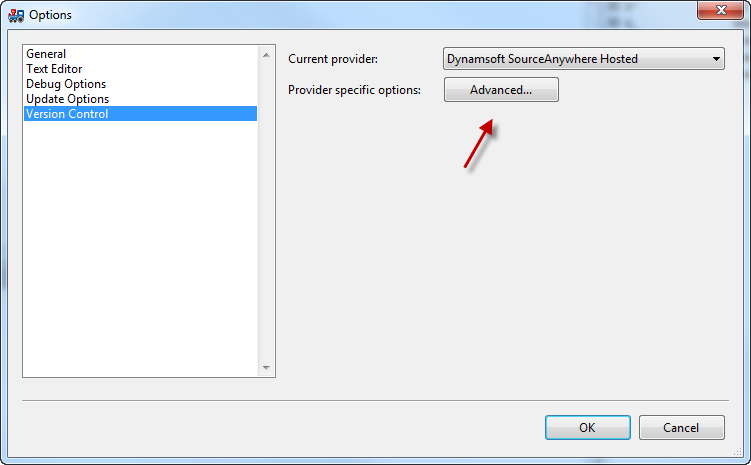 Options
General
Text Editor
Debug Options
Update Options
Version Control
Current provider:
Dynamsoft SourceAnywhere Hosted
Provider specific options:
Advanced...
OK
Cancel